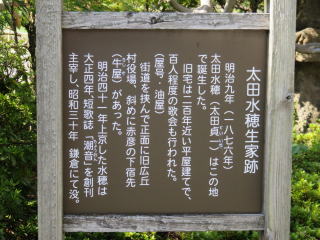 太田水穂生家跡
明治九年(一八七六年)
太田水穂(太田貞一)はこの地
で誕生した。
旧宅は二百年近い平屋建てで、
百人程度の歌会も行われた。
(屋号・油屋)
街道を挟んで正面に旧広丘
村役場、斜めに赤彦の下宿先
(牛屋)があった。
明治四十一年上京した水穂は
大正四年、短歌誌「潮音」を創刊
主宰し、昭和三十年 鎌倉にて没。